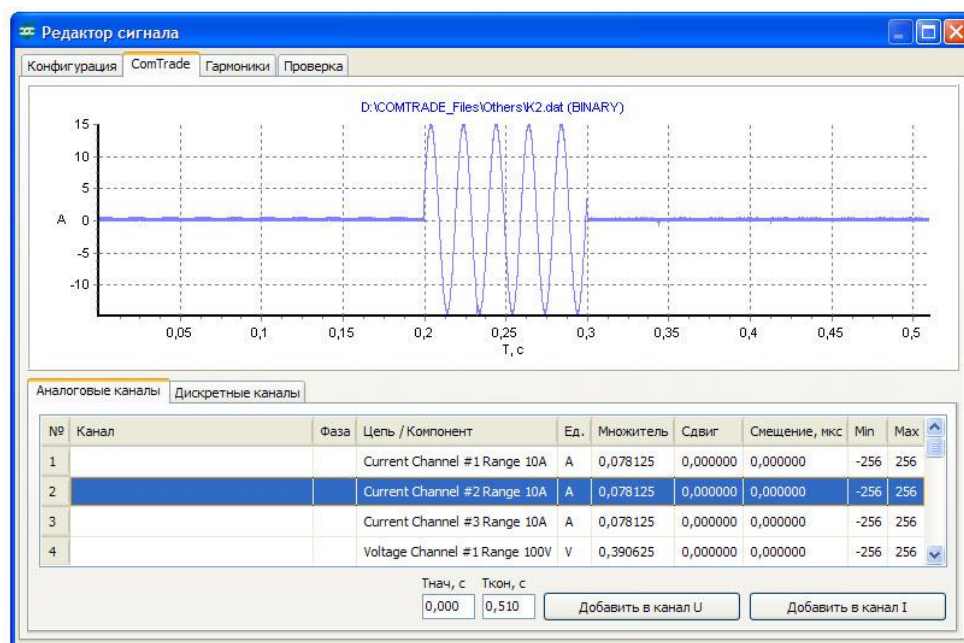 Редактор сигнала
Конфигурация ComTrade Гармоники Проверка
D:\COMTRADE_Files\Others\K2.dat (BINARY)
15
10
5
A 0
-5
-10
0,05 0,1 0,15 0,2 0,25 0,3 0,35 0,4 0,45 0,5
T, c
Аналоговые каналы Дискретные каналы
№ Канал Фаза Цепь / Компонент Ед. Множитель Сдвиг Смещение, мкс Min Max
1 Current Channel #1 Range 10A A 0,078125 0,000000 0,000000 -256 256
2 Current Channel #2 Range 10A A 0,078125 0,000000 0,000000 -256 256
3 Current Channel #3 Range 10A A 0,078125 0,000000 0,000000 -256 256
4 Voltage Channel #1 Range 100V V 0,390625 0,000000 0,000000 -256 256
Tнач, с Tкон, с
0,000 0,510 Добавить в канал U Добавить в канал I